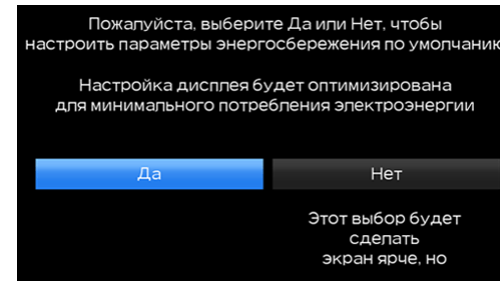 Пожалуйста, выберите Да или Нет, чтобы
настроить параметры энергосбережения по умолчани
Настройка дисплея будет оптимизирована
для минимального потребления электроэнергии
Да
Нет
Этот выбор будет
сделать
экран ярче, но